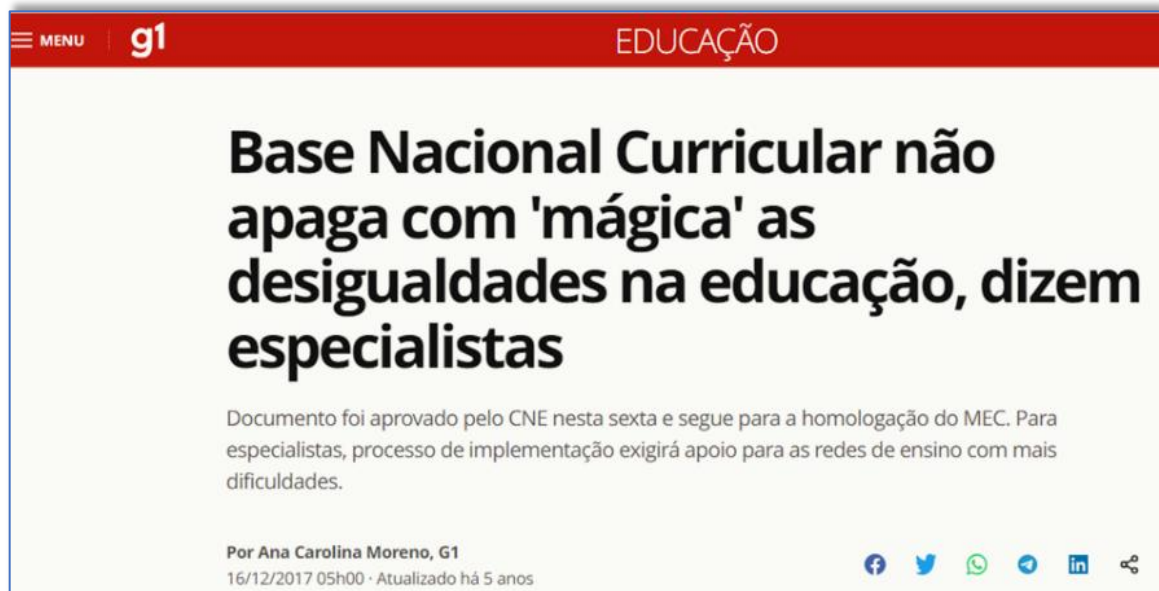 MENU
g1
EDUCAÇÃO
Base Nacional Curricular não
apaga com 'mágica' as
desigualdades na educação, dizem
especialistas
Documento foi aprovado pelo CNE nesta sexta e segue para a homologação do MEC. Para
especialistas, processo de implementação exigirá apoio para as redes de ensino com mais
dificuldades.
Por Ana Carolina Moreno, G1
16/12/2017 05h00 · Atualizado há 5 anos